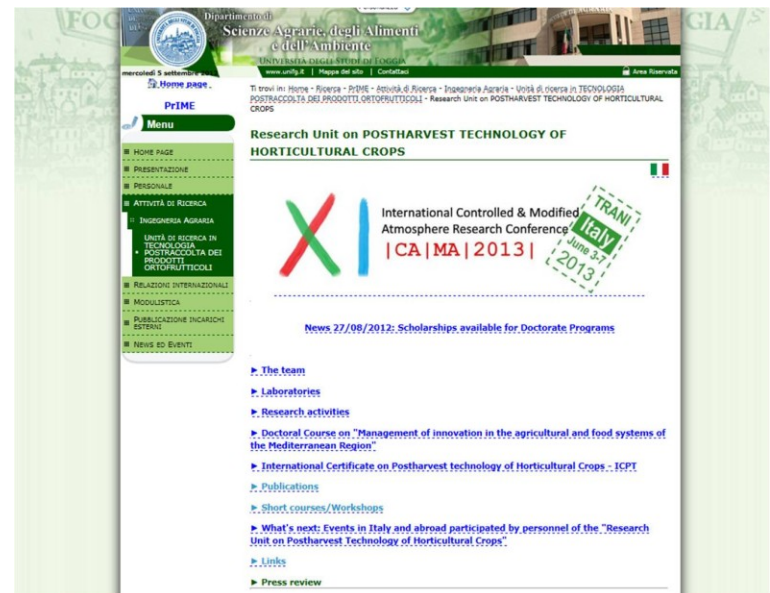 FOG
GIA
Dipartimento di
Scienze Agrarie, degli Alimenti
e dell'Ambiente
UNIVERSITÀ DEGLI STUDI DI FOGGIA
mercoledì 5 settembre
www.unifg.it | Mappa del sito | Contattaci
Area Riservata
Home page
PrIME
Menu
HOME PAGE
PRESENTAZIONE
PERSONALE
ATTIVITÀ DI RICERCA
INGEGNERIA AGRARIA
UNITÀ DI RICERCA IN
TECNOLOGIA
POSTRACCOLTA DEI
PRODOTTI
ORTOFRUTTICOLI
RELAZIONI INTERNAZIONALI
MODULISTICA
PUBBLICAZIONE INCARICHI
ESTERNI
NEWS ED EVENTI
Ti trovi in: Home - Ricerca - PrIME - Attività di Ricerca - Ingegneria Agraria - Unità di ricerca in TECNOLOGIA
POSTRACCOLTA DEI PRODOTTI ORTOFRUTTICOLI - Research Unit on POSTHARVEST TECHNOLOGY OF HORTICULTURAL
CROPS
Research Unit on POSTHARVEST TECHNOLOGY OF
HORTICULTURAL CROPS
XI
International Controlled & Modified
Atmosphere Research Conference
|CA|MA|2013|
TRANI
Italy
June 3-7
2013
News 27/08/2012: Scholarships available for Doctorate Programs
► The team
► Laboratories
► Research activities
► Doctoral Course on "Management of innovation in the agricultural and food systems of
the Mediterranean Region"
► International Certificate on Postharvest technology of Horticultural Crops - ICPT
► Publications
► Short courses/Workshops
► What's next: Events in Italy and abroad participated by personnel of the "Research
Unit on Postharvest Technology of Horticultural Crops"
► Links
► Press review